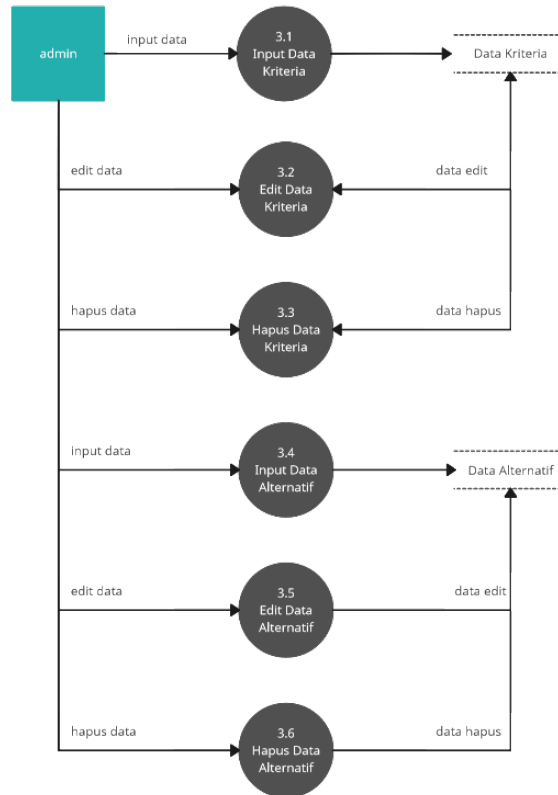 input data
admin
3.1
Input Data
Kriteria
Data Kriteria
edit data
3.2
Edit Data
Kriteria
data edit
hapus data
3.3
Hapus Data
Kriteria
data hapus
input data
3.4
Input Data
Alternatif
Data Alternatif
edit data
3.5
Edit Data
Alternatif
data edit
hapus data
3.6
Hapus Data
Alternatif
data hapus